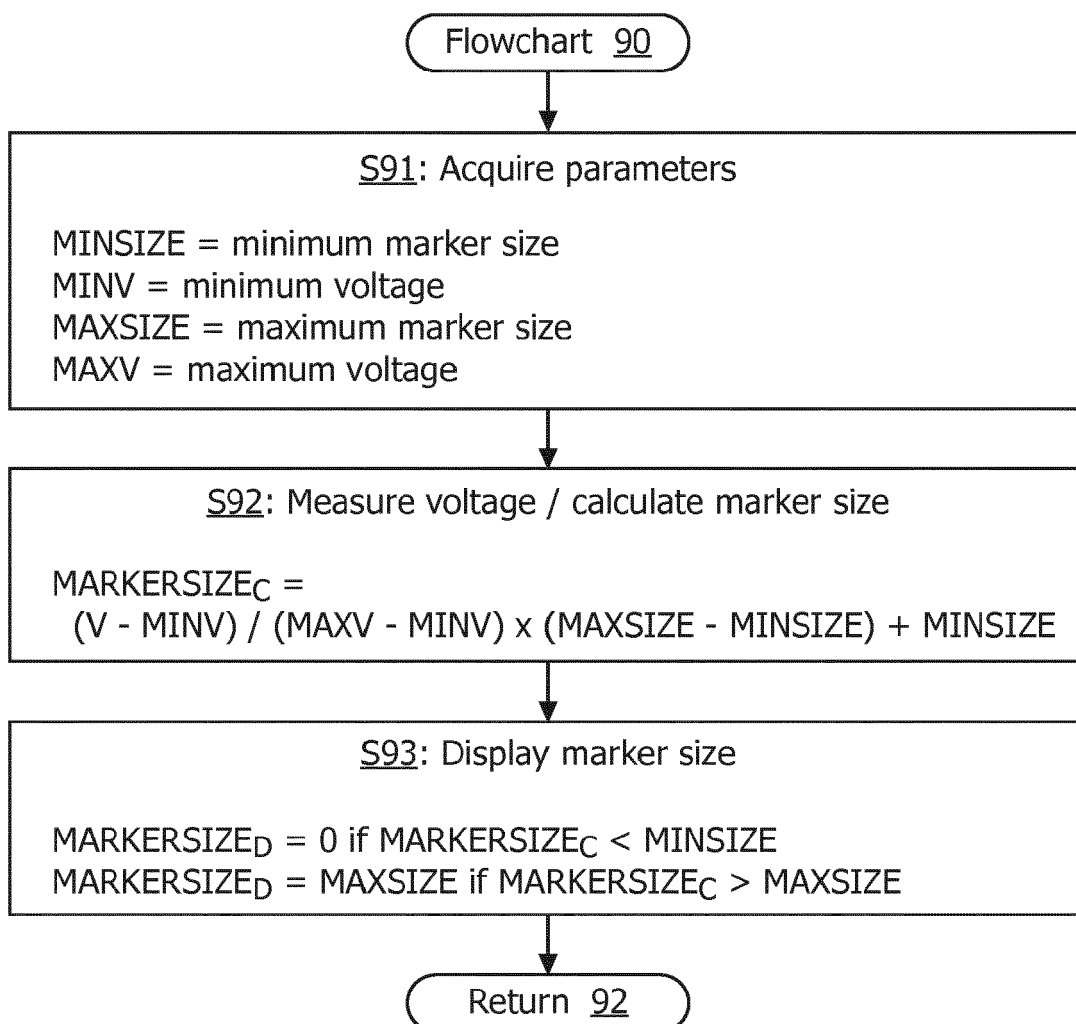 Flowchart 90
S91: Acquire parameters
MINSIZE = minimum marker size
MINV = minimum voltage
MAXSIZE = maximum marker size
MAXV = maximum voltage
S92: Measure voltage / calculate marker size
MARKERSIZEC =
(V - MINV) / (MAXV - MINV) x (MAXSIZE - MINSIZE) + MINSIZE
S93: Display marker size
MARKERSIZED = 0 if MARKERSIZEC < MINSIZE
MARKERSIZED = MAXSIZE if MARKERSIZEC > MAXSIZE
Return 92